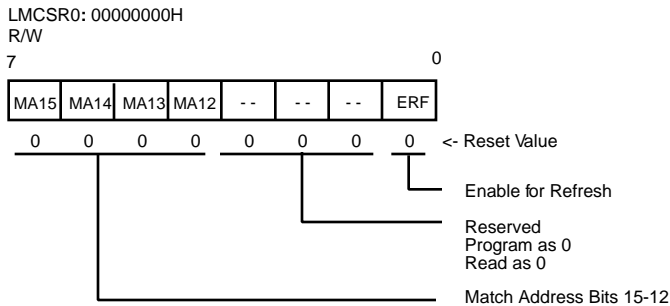 LMCSR0: 00000000H
R/W
7 0
MA15 MA14 MA13 MA12 -- -- -- ERF
0 0 0 0 0 0 0 0 <- Reset Value
Enable for Refresh
Reserved
Program as 0
Read as 0
Match Address Bits 15-12